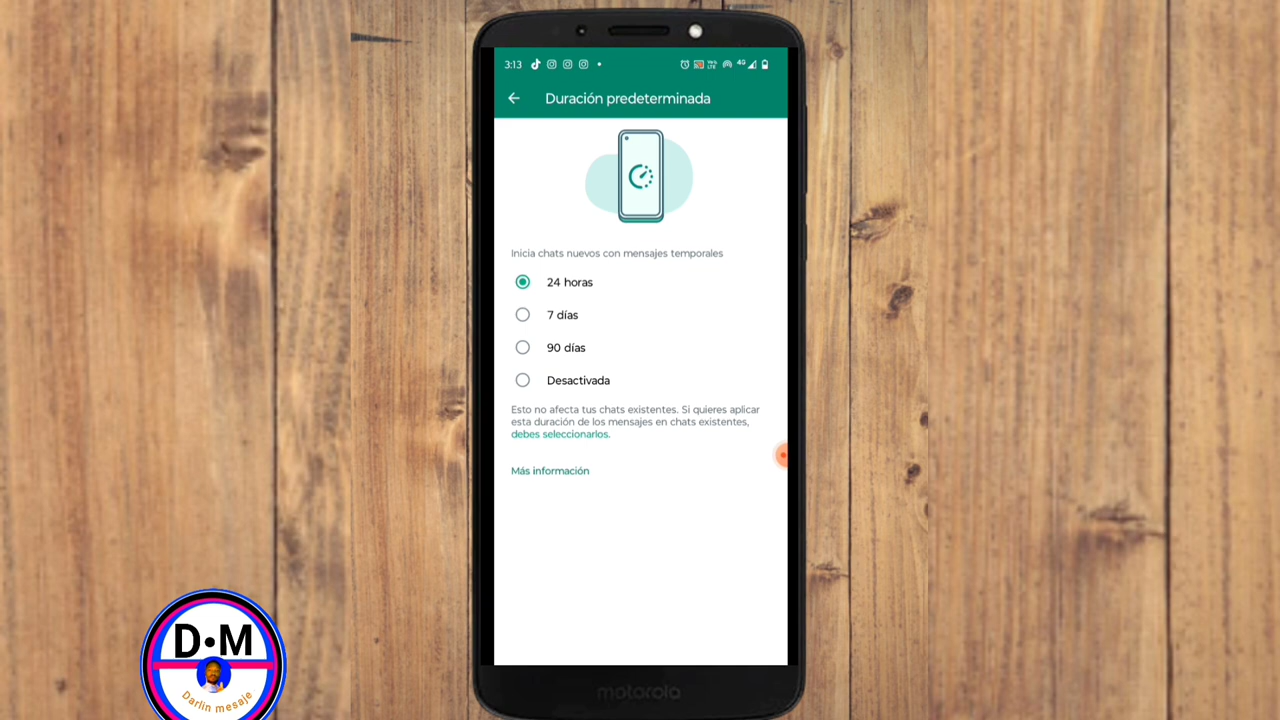 3:13
4G
Duración predeterminada
Inicia chats nuevos con mensajes temporales
24 horas
7 días
90 días
Desactivada
Esto no afecta tus chats existentes. Si quieres aplicar
esta duración de los mensajes en chats existentes,
debes seleccionarlos.
Más información
motorola
D•M
Darlin mesaje